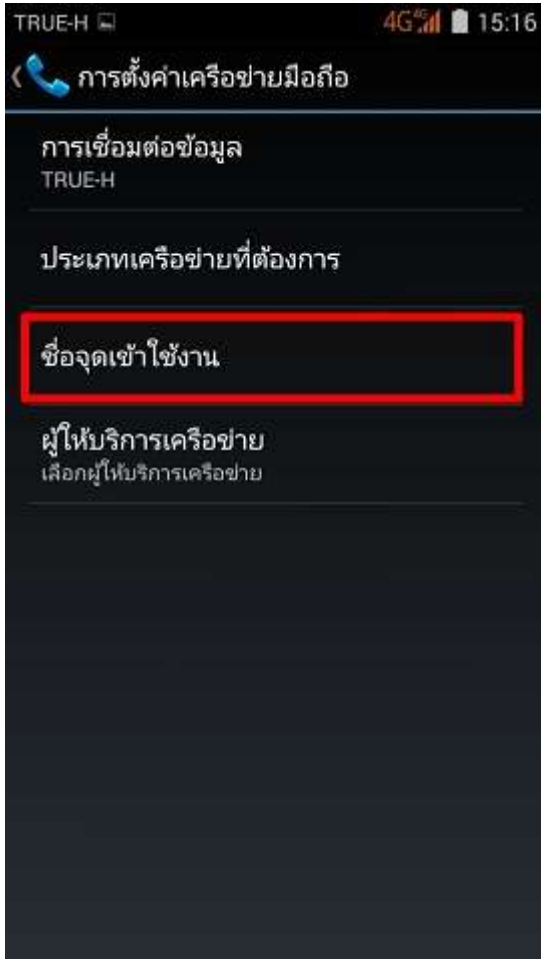 TRUE-H 4G 4G 15:16
การตั้งค่าเครือข่ายมือถือ
การเชื่อมต่อข้อมูล
TRUE-H
ประเภทเครือข่ายที่ต้องการ
ชื่อจุดเข้าใช้งาน
ผู้ให้บริการเครือข่าย
เลือกผู้ให้บริการเครือข่าย